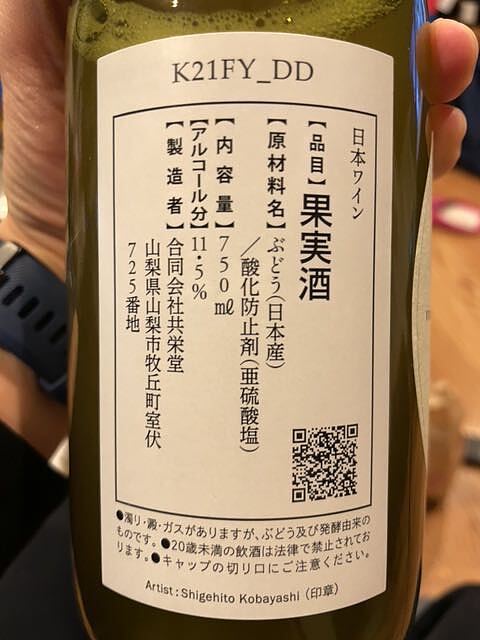 K21FY_DD
日本ワイン
【品目】果実酒
【原材料名】ぶどう(日本産)
／酸化防止剤(亜硫酸塩)
【内容量】750ml
【アルコール分】11.5%
【製造者】合同会社共栄堂
山梨県山梨市牧丘町室伏
725番地
●濁り・澱・ガスがありますが、ぶどう及び発酵由来の
ものです。●20歳未満の飲酒は法律で禁止されてお
ります。●キャップの切り口にご注意ください。
Artist : Shigehito Kobayashi (印章)